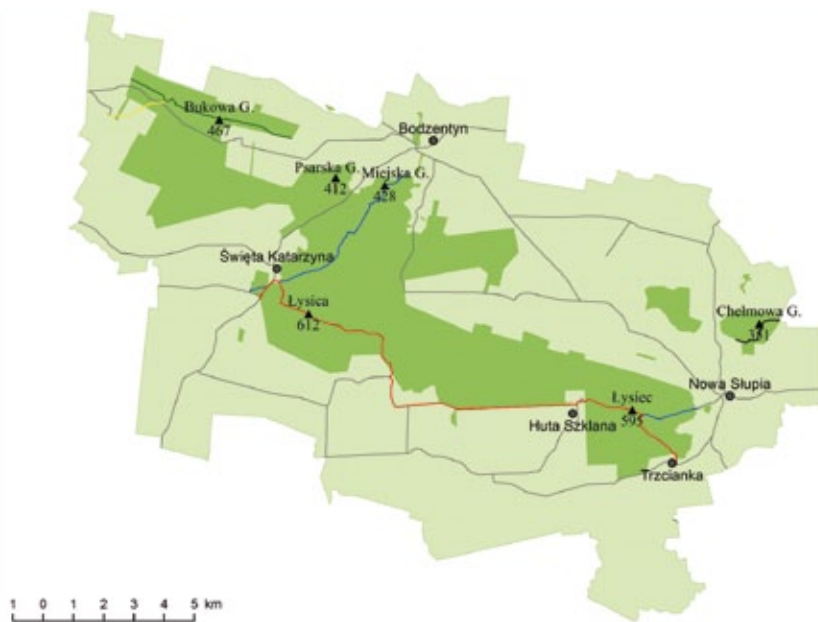 Bukowa G.
467
Bodzentyn
Psarska G.
412
Miejska G.
428
Święta Katarzyna
Łysica
612
Chełmowa G.
351
Nowa Słupia
Łysiec
595
Huta Szklana
Trzcianka
1 0 1 2 3 4 5 km